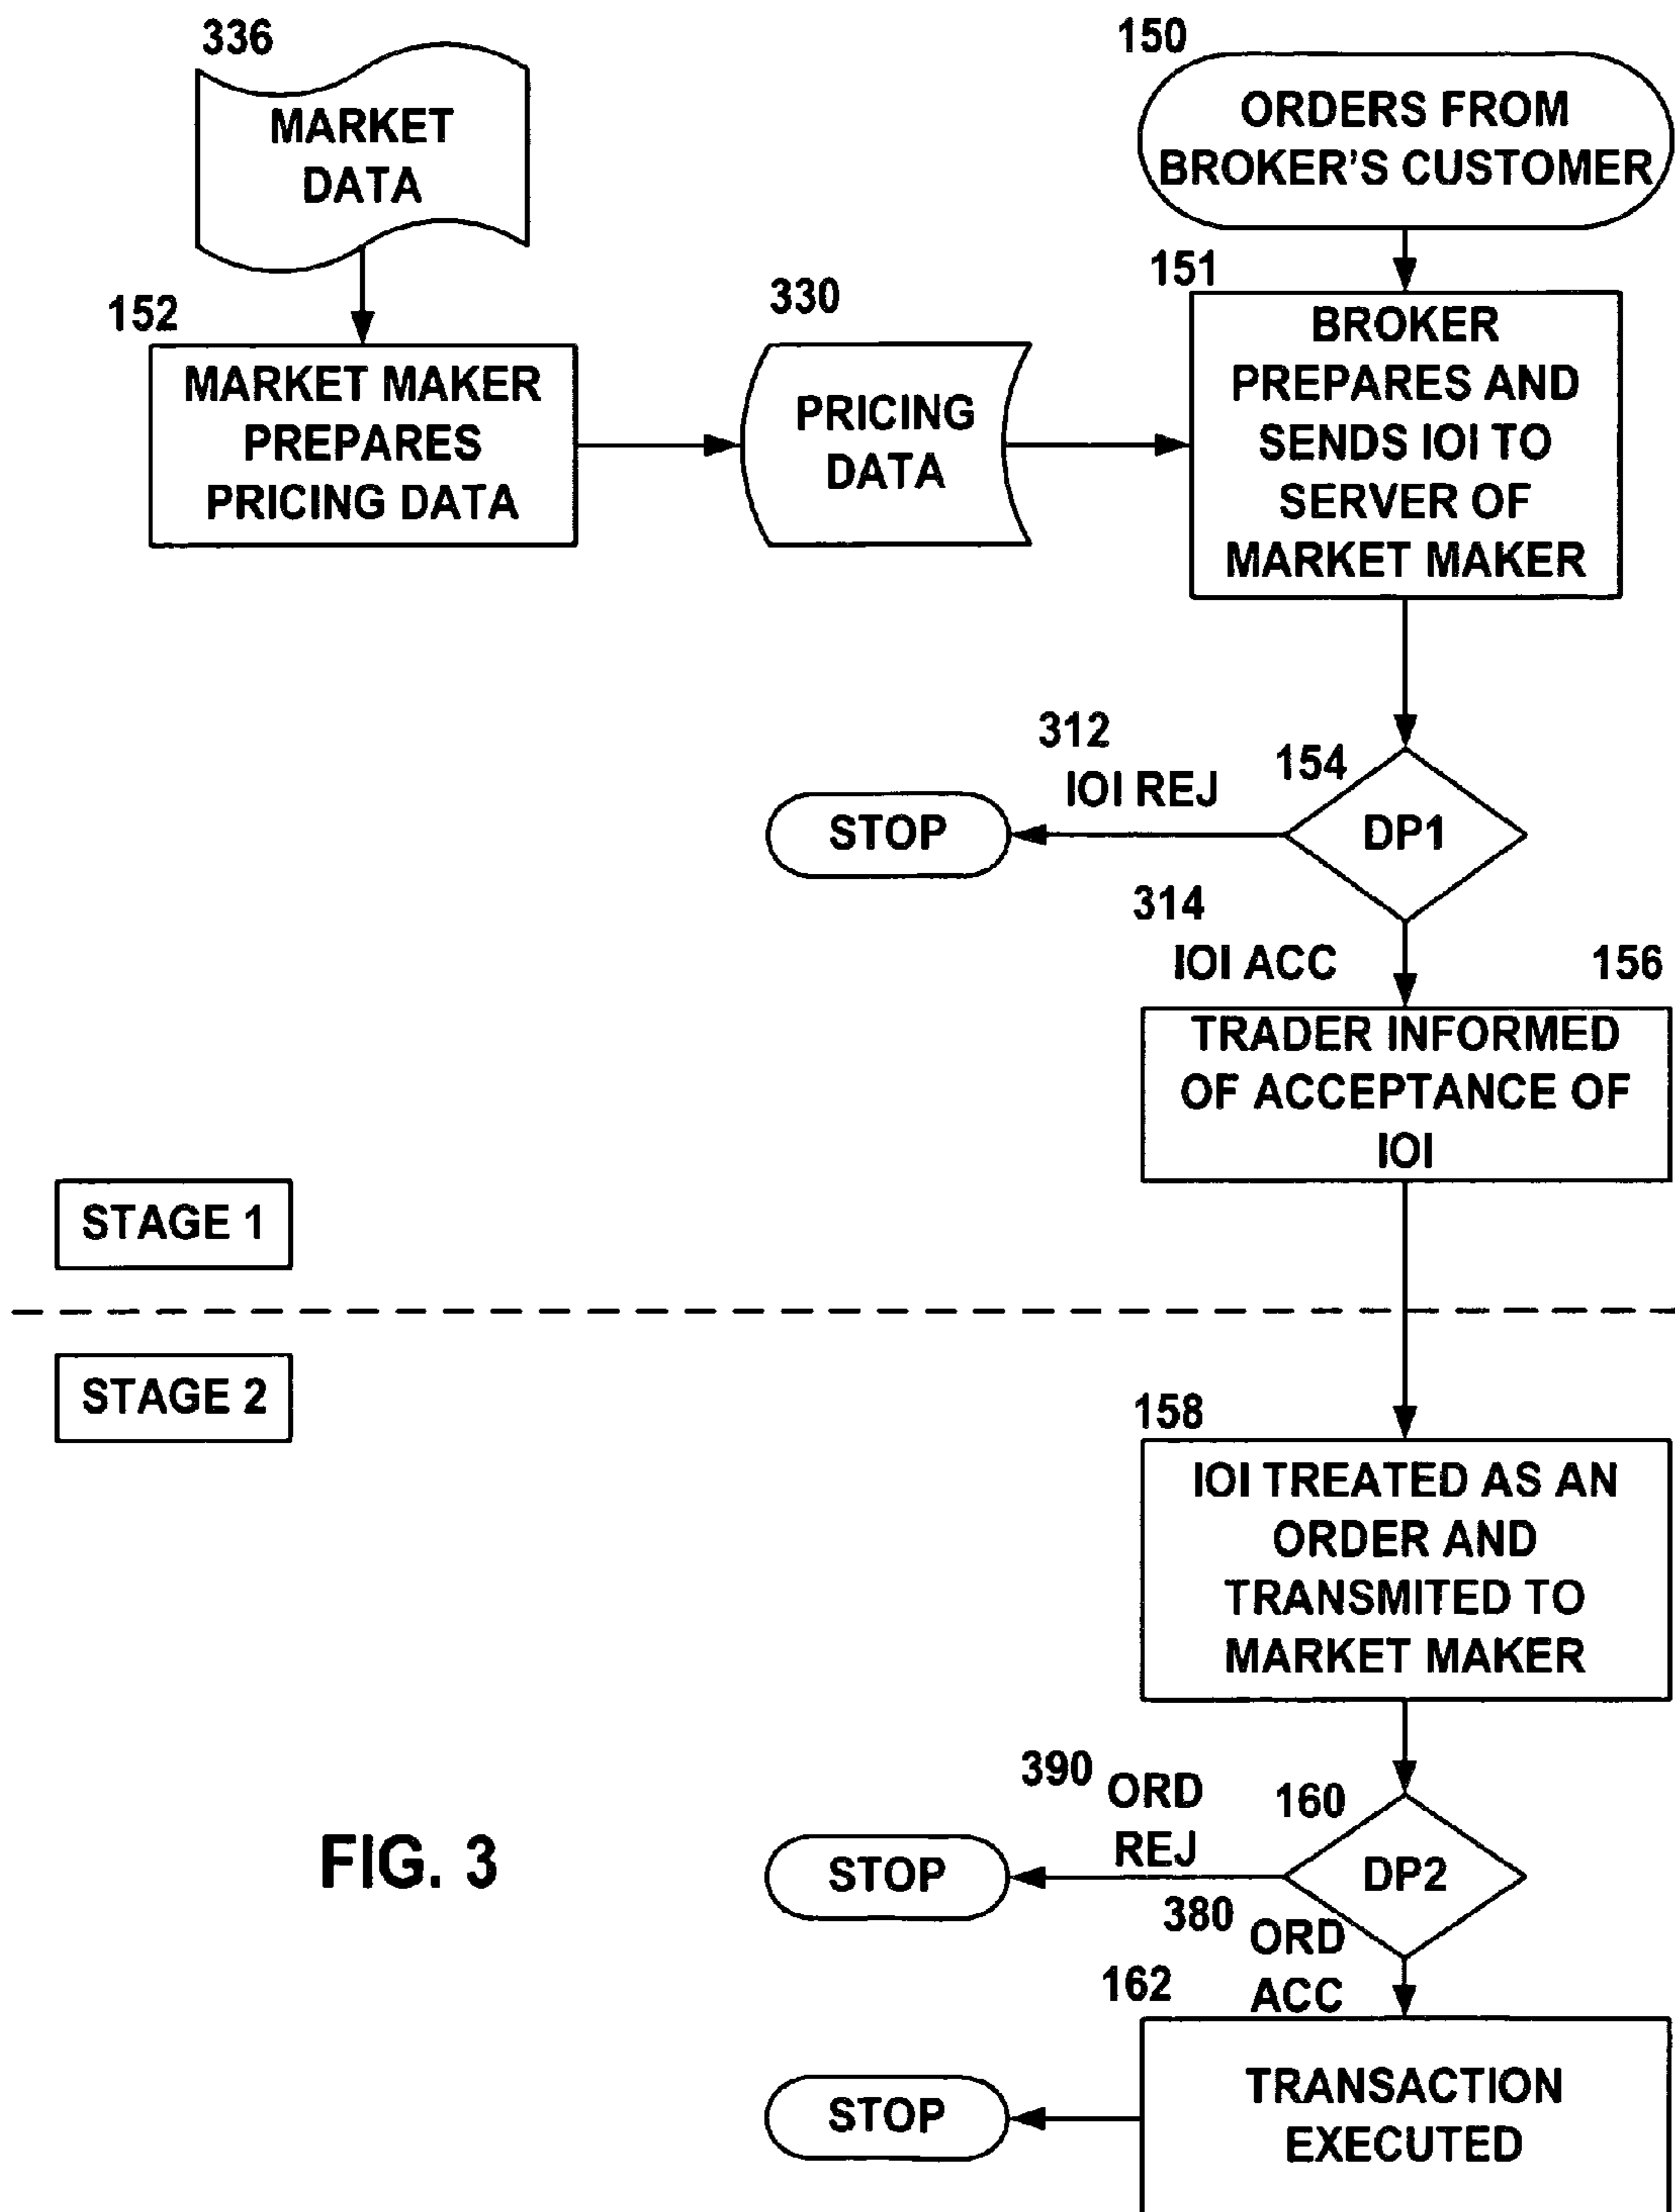 336
MARKET
DATA
150
ORDERS FROM
BROKER'S CUSTOMER
152
MARKET MAKER
PREPARES
PRICING DATA
330
PRICING
DATA
151
BROKER
PREPARES AND
SENDS IOI TO
SERVER OF
MARKET MAKER
154
DP1
312
IOI REJ
STOP
314
IOI ACC
156
TRADER INFORMED
OF ACCEPTANCE OF
IOI
STAGE 1
STAGE 2
158
IOI TREATED AS AN
ORDER AND
TRANSMITED TO
MARKET MAKER
160
DP2
390
ORD
REJ
STOP
380
ORD
ACC
162
TRANSACTION
EXECUTED
STOP
FIG. 3